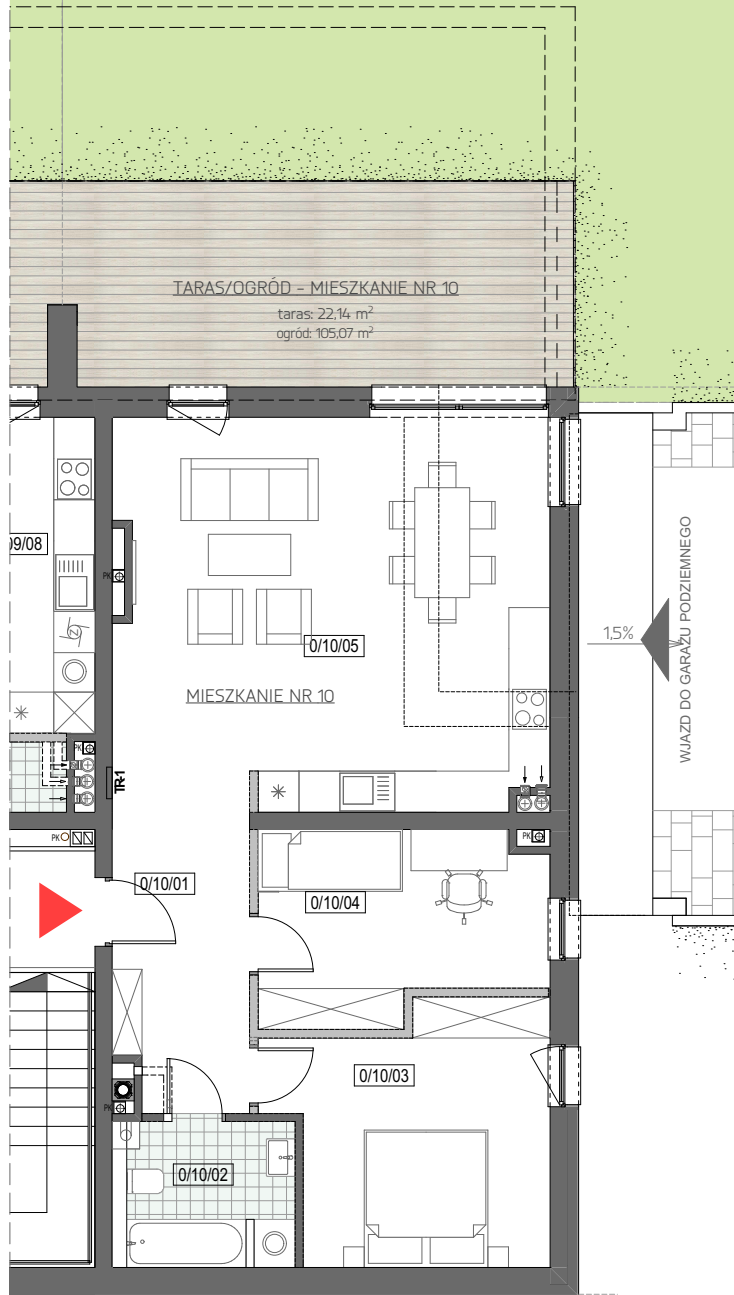 TARAS/OGRÓD - MIESZKANIE NR 10
taras: 22,14 m²
ogród: 105,07 m²
09/08
PK
0/10/05
MIESZKANIE NR 10
1,5%
WJAZD DO GARAŻU PODZIEMNEGO
PK
TR-1
PK
PK
0/10/01
0/10/04
0/10/03
PK
0/10/02